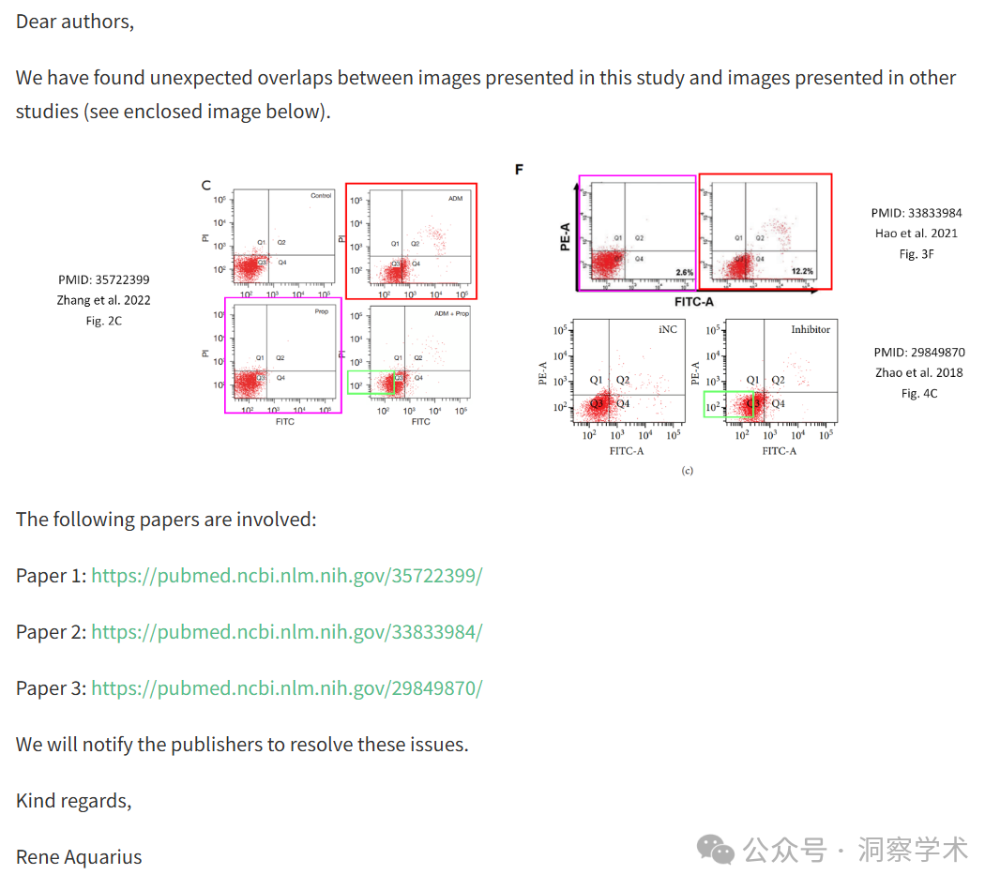 Dear authors,
We have found unexpected overlaps between images presented in this study and images presented in other
studies (see enclosed image below).
PMID: 35722399
Zhang et al. 2022
Fig. 2C
C
Control
10⁵
10⁴
10³
10²
PI
Q1 Q2
Q3 Q4
10² 10³ 10⁴ 10⁵
ADM
10⁵
10⁴
10³
10²
PI
Q1 Q2
Q3 Q4
10² 10³ 10⁴ 10⁵
Prop
PI
Q1 Q2
Q3 Q4
10² 10³ 10⁴ 10⁵
FITC
ADM + Prop
10⁵
10⁴
10³
10²
Q1 Q2
Q3 Q4
10² 10³ 10⁴ 10⁵
FITC
F
PE-A
Q1 Q2
Q4
2.6%
Q1 Q2
Q4
12.2%
FITC-A
PMID: 33833984
Hao et al. 2021
Fig. 3F
iNC
10⁵
10⁴
10³
10²
PE-A
Q1 Q2
Q3 Q4
10² 10³ 10⁴ 10⁵
FITC-A
Inhibitor
10⁵
10⁴
10³
10²
PE-A
Q1 Q2
Q3 Q4
10² 10³ 10⁴ 10⁵
FITC-A
(c)
PMID: 29849870
Zhao et al. 2018
Fig. 4C
The following papers are involved:
Paper 1: https://pubmed.ncbi.nlm.nih.gov/35722399/
Paper 2: https://pubmed.ncbi.nlm.nih.gov/33833984/
Paper 3: https://pubmed.ncbi.nlm.nih.gov/29849870/
We will notify the publishers to resolve these issues.
Kind regards,
Rene Aquarius
公众号 · 洞察学术